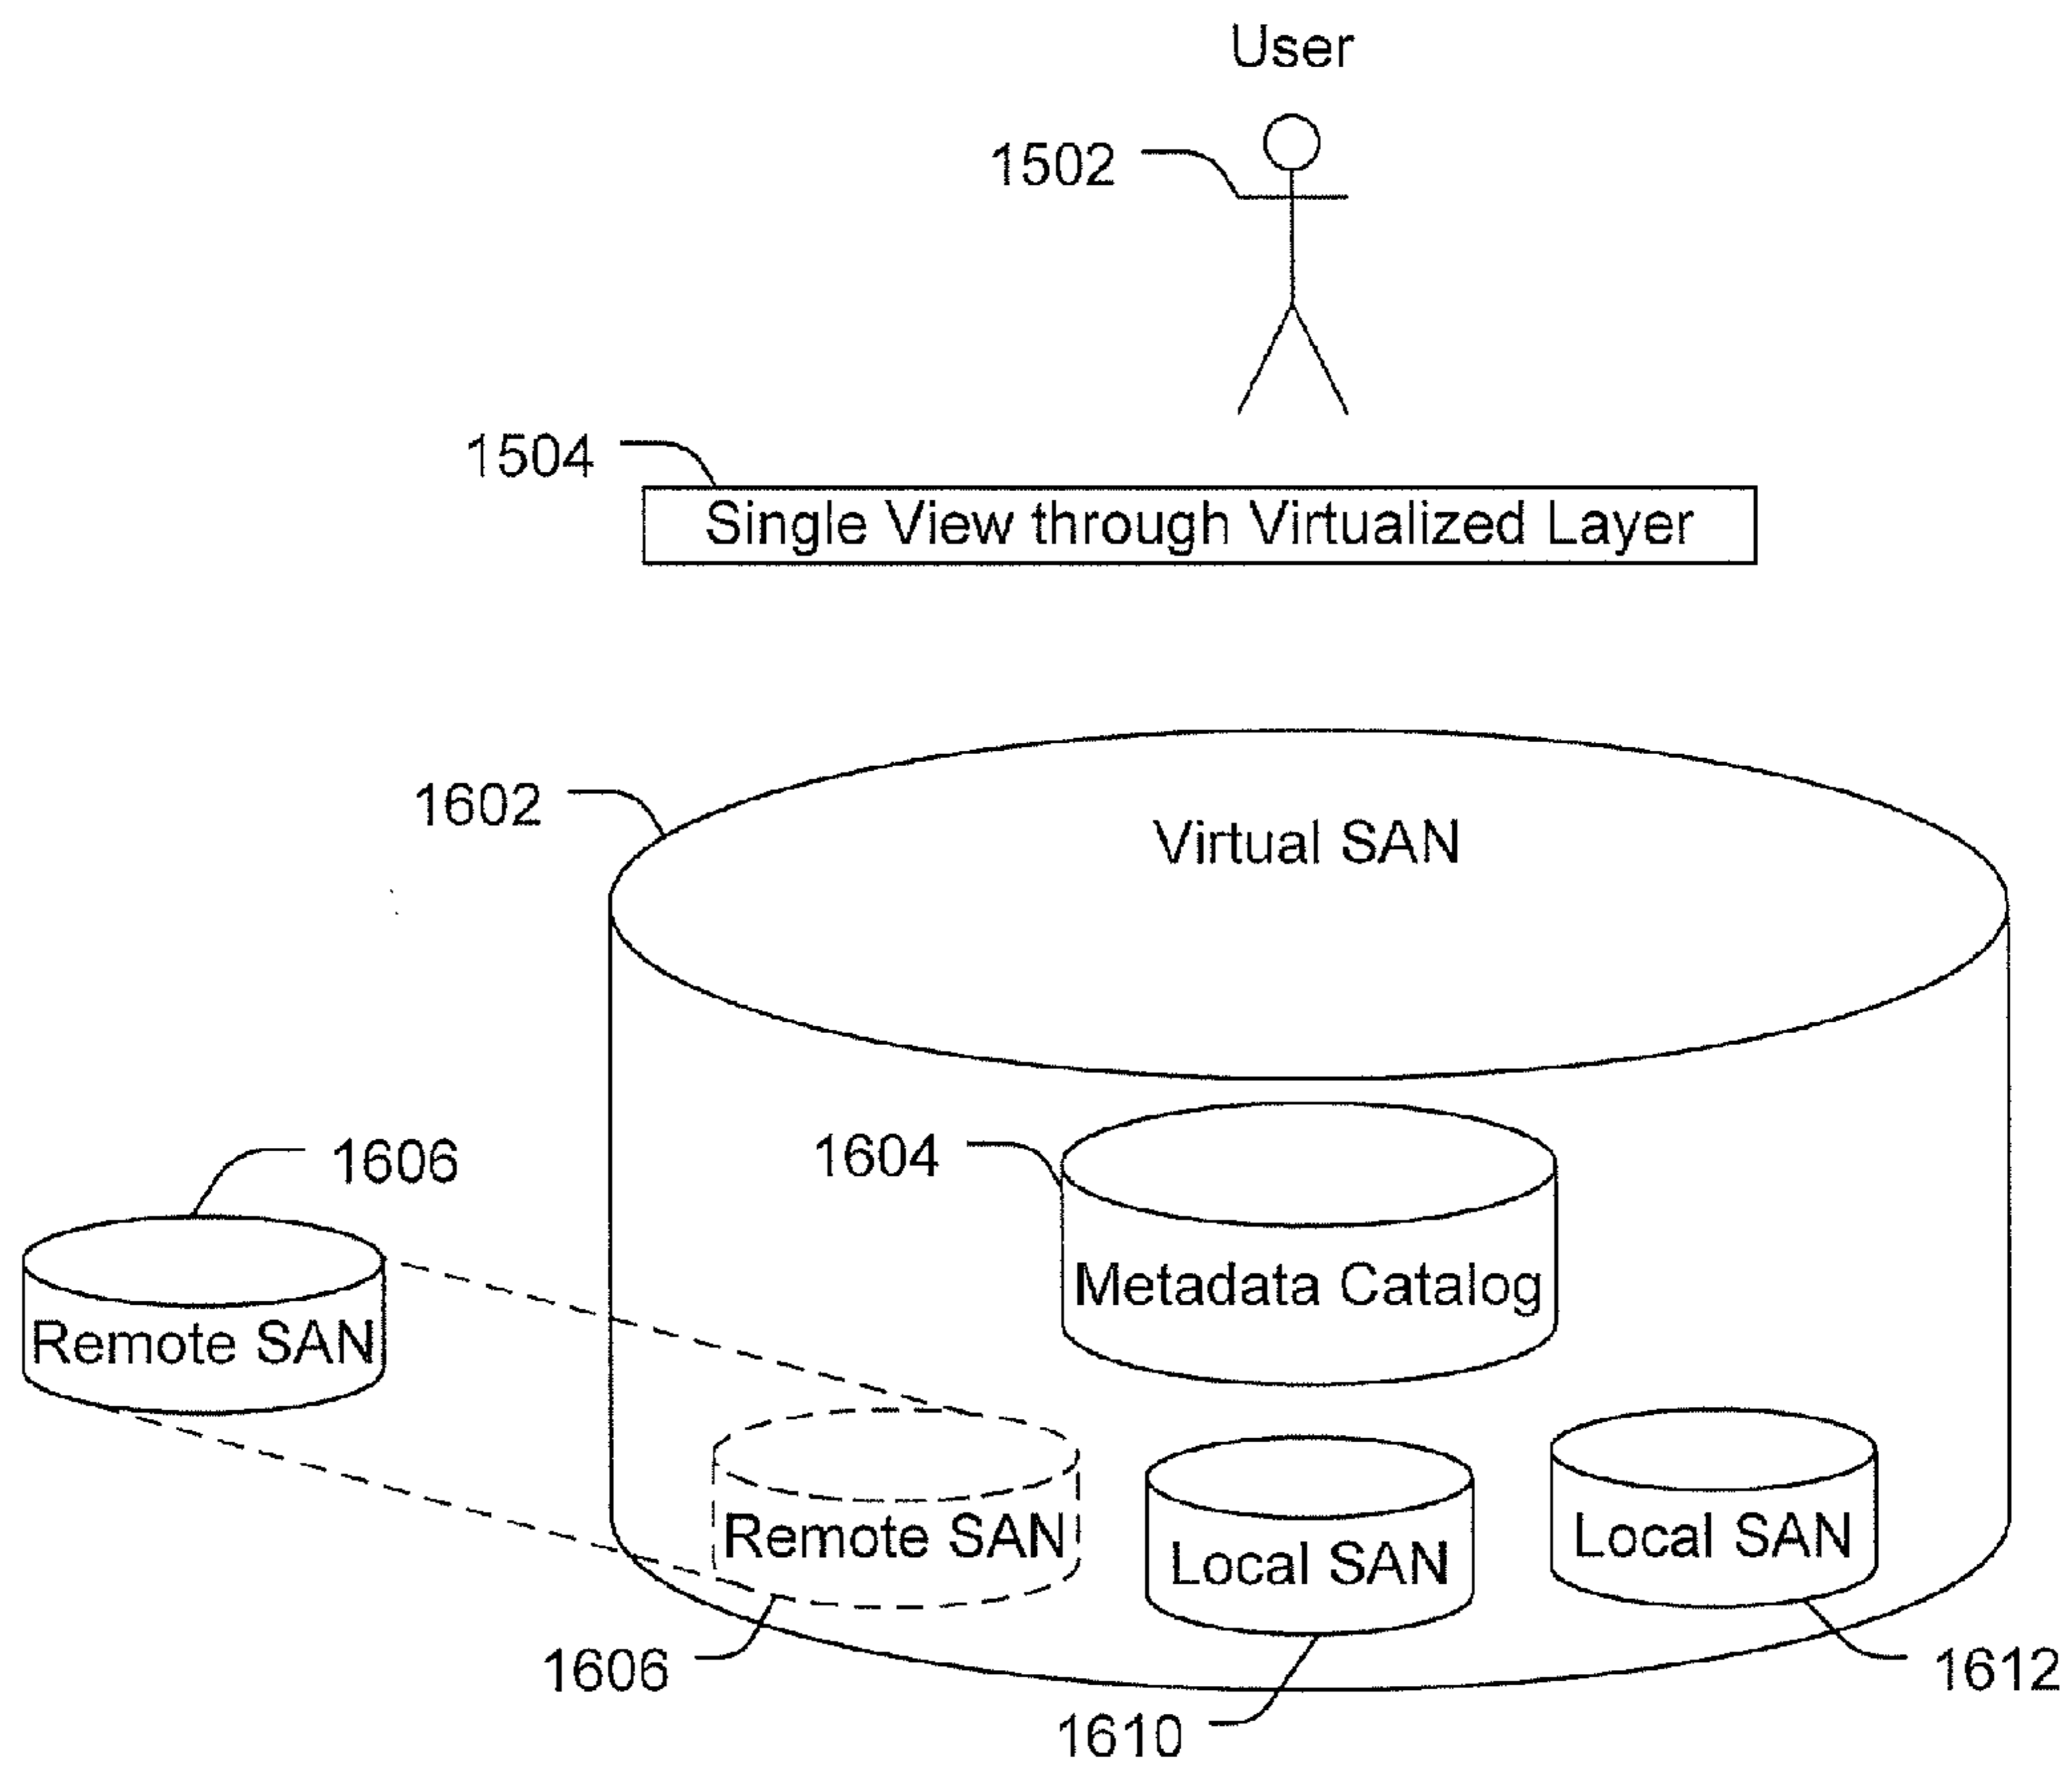 User
1502
1504
Single View through Virtualized Layer
1602
Virtual SAN
1606
1604
Metadata Catalog
Remote SAN
Remote SAN
Local SAN
Local SAN
1606
1610
1612